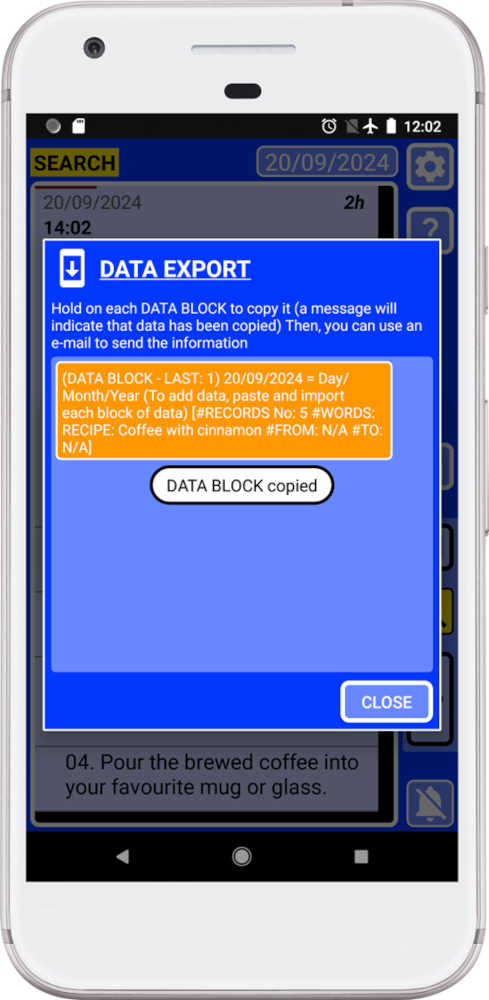 12:02
SEARCH
20/09/2024
20/09/2024
2h
14:02
?
DATA EXPORT
Hold on each DATA BLOCK to copy it (a message will
indicate that data has been copied) Then, you can use an
e-mail to send the information
(DATA BLOCK - LAST: 1) 20/09/2024 = Day/
Month/Year (To add data, paste and import
each block of data) [#RECORDS No: 5 #WORDS:
RECIPE: Coffee with cinnamon #FROM: N/A #TO:
N/A]
DATA BLOCK copied
CLOSE
04. Pour the brewed coffee into
your favourite mug or glass.